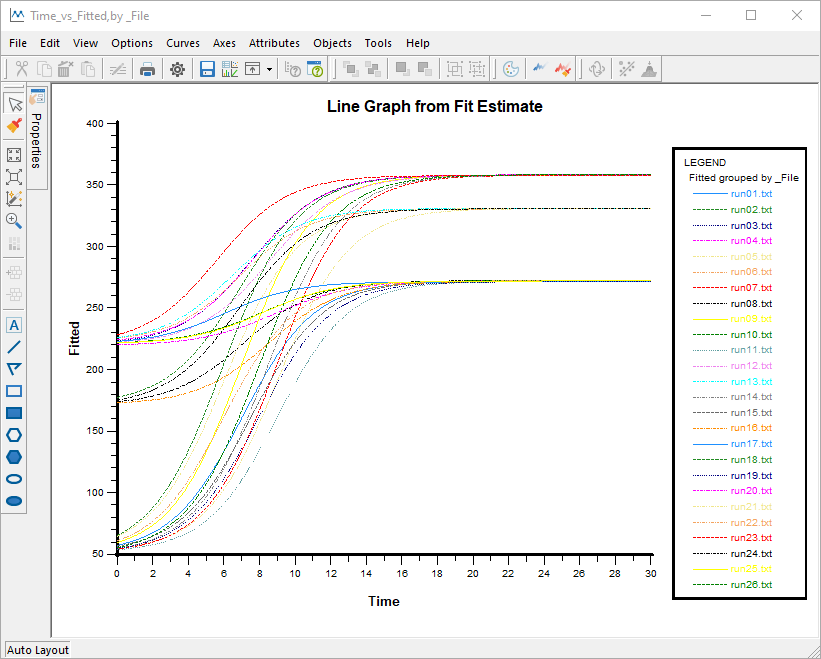 Time_vs_Fitted,by _File
File Edit View Options Curves Axes Attributes Objects Tools Help
Properties
A
Line Graph from Fit Estimate
400
350
300
250
200
150
100
50
Fitted
0 2 4 6 8 10 12 14 16 18 20 22 24 26 28 30
Time
LEGEND
Fitted grouped by _File
run01.txt
run02.txt
run03.txt
run04.txt
run05.txt
run06.txt
run07.txt
run08.txt
run09.txt
run10.txt
run11.txt
run12.txt
run13.txt
run14.txt
run15.txt
run16.txt
run17.txt
run18.txt
run19.txt
run20.txt
run21.txt
run22.txt
run23.txt
run24.txt
run25.txt
run26.txt
Auto Layout